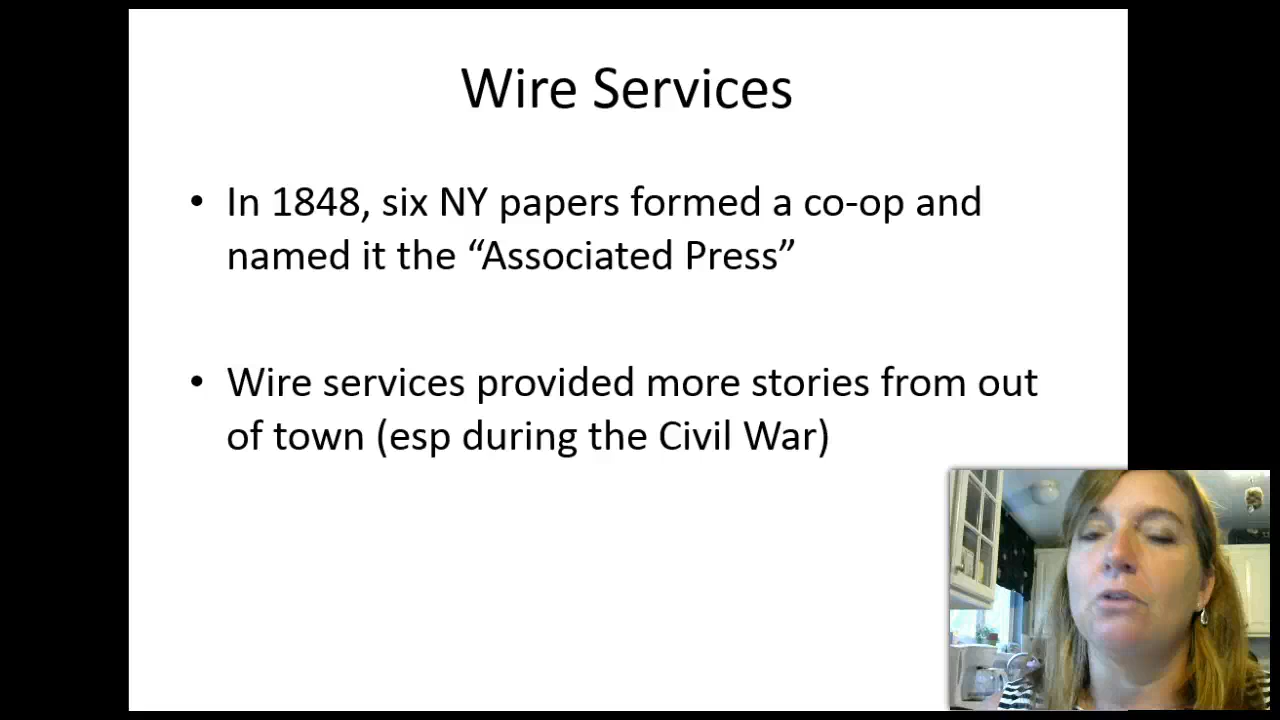 Wire Services
• In 1848, six NY papers formed a co-op and
named it the “Associated Press”
• Wire services provided more stories from out
of town (esp during the Civil War)